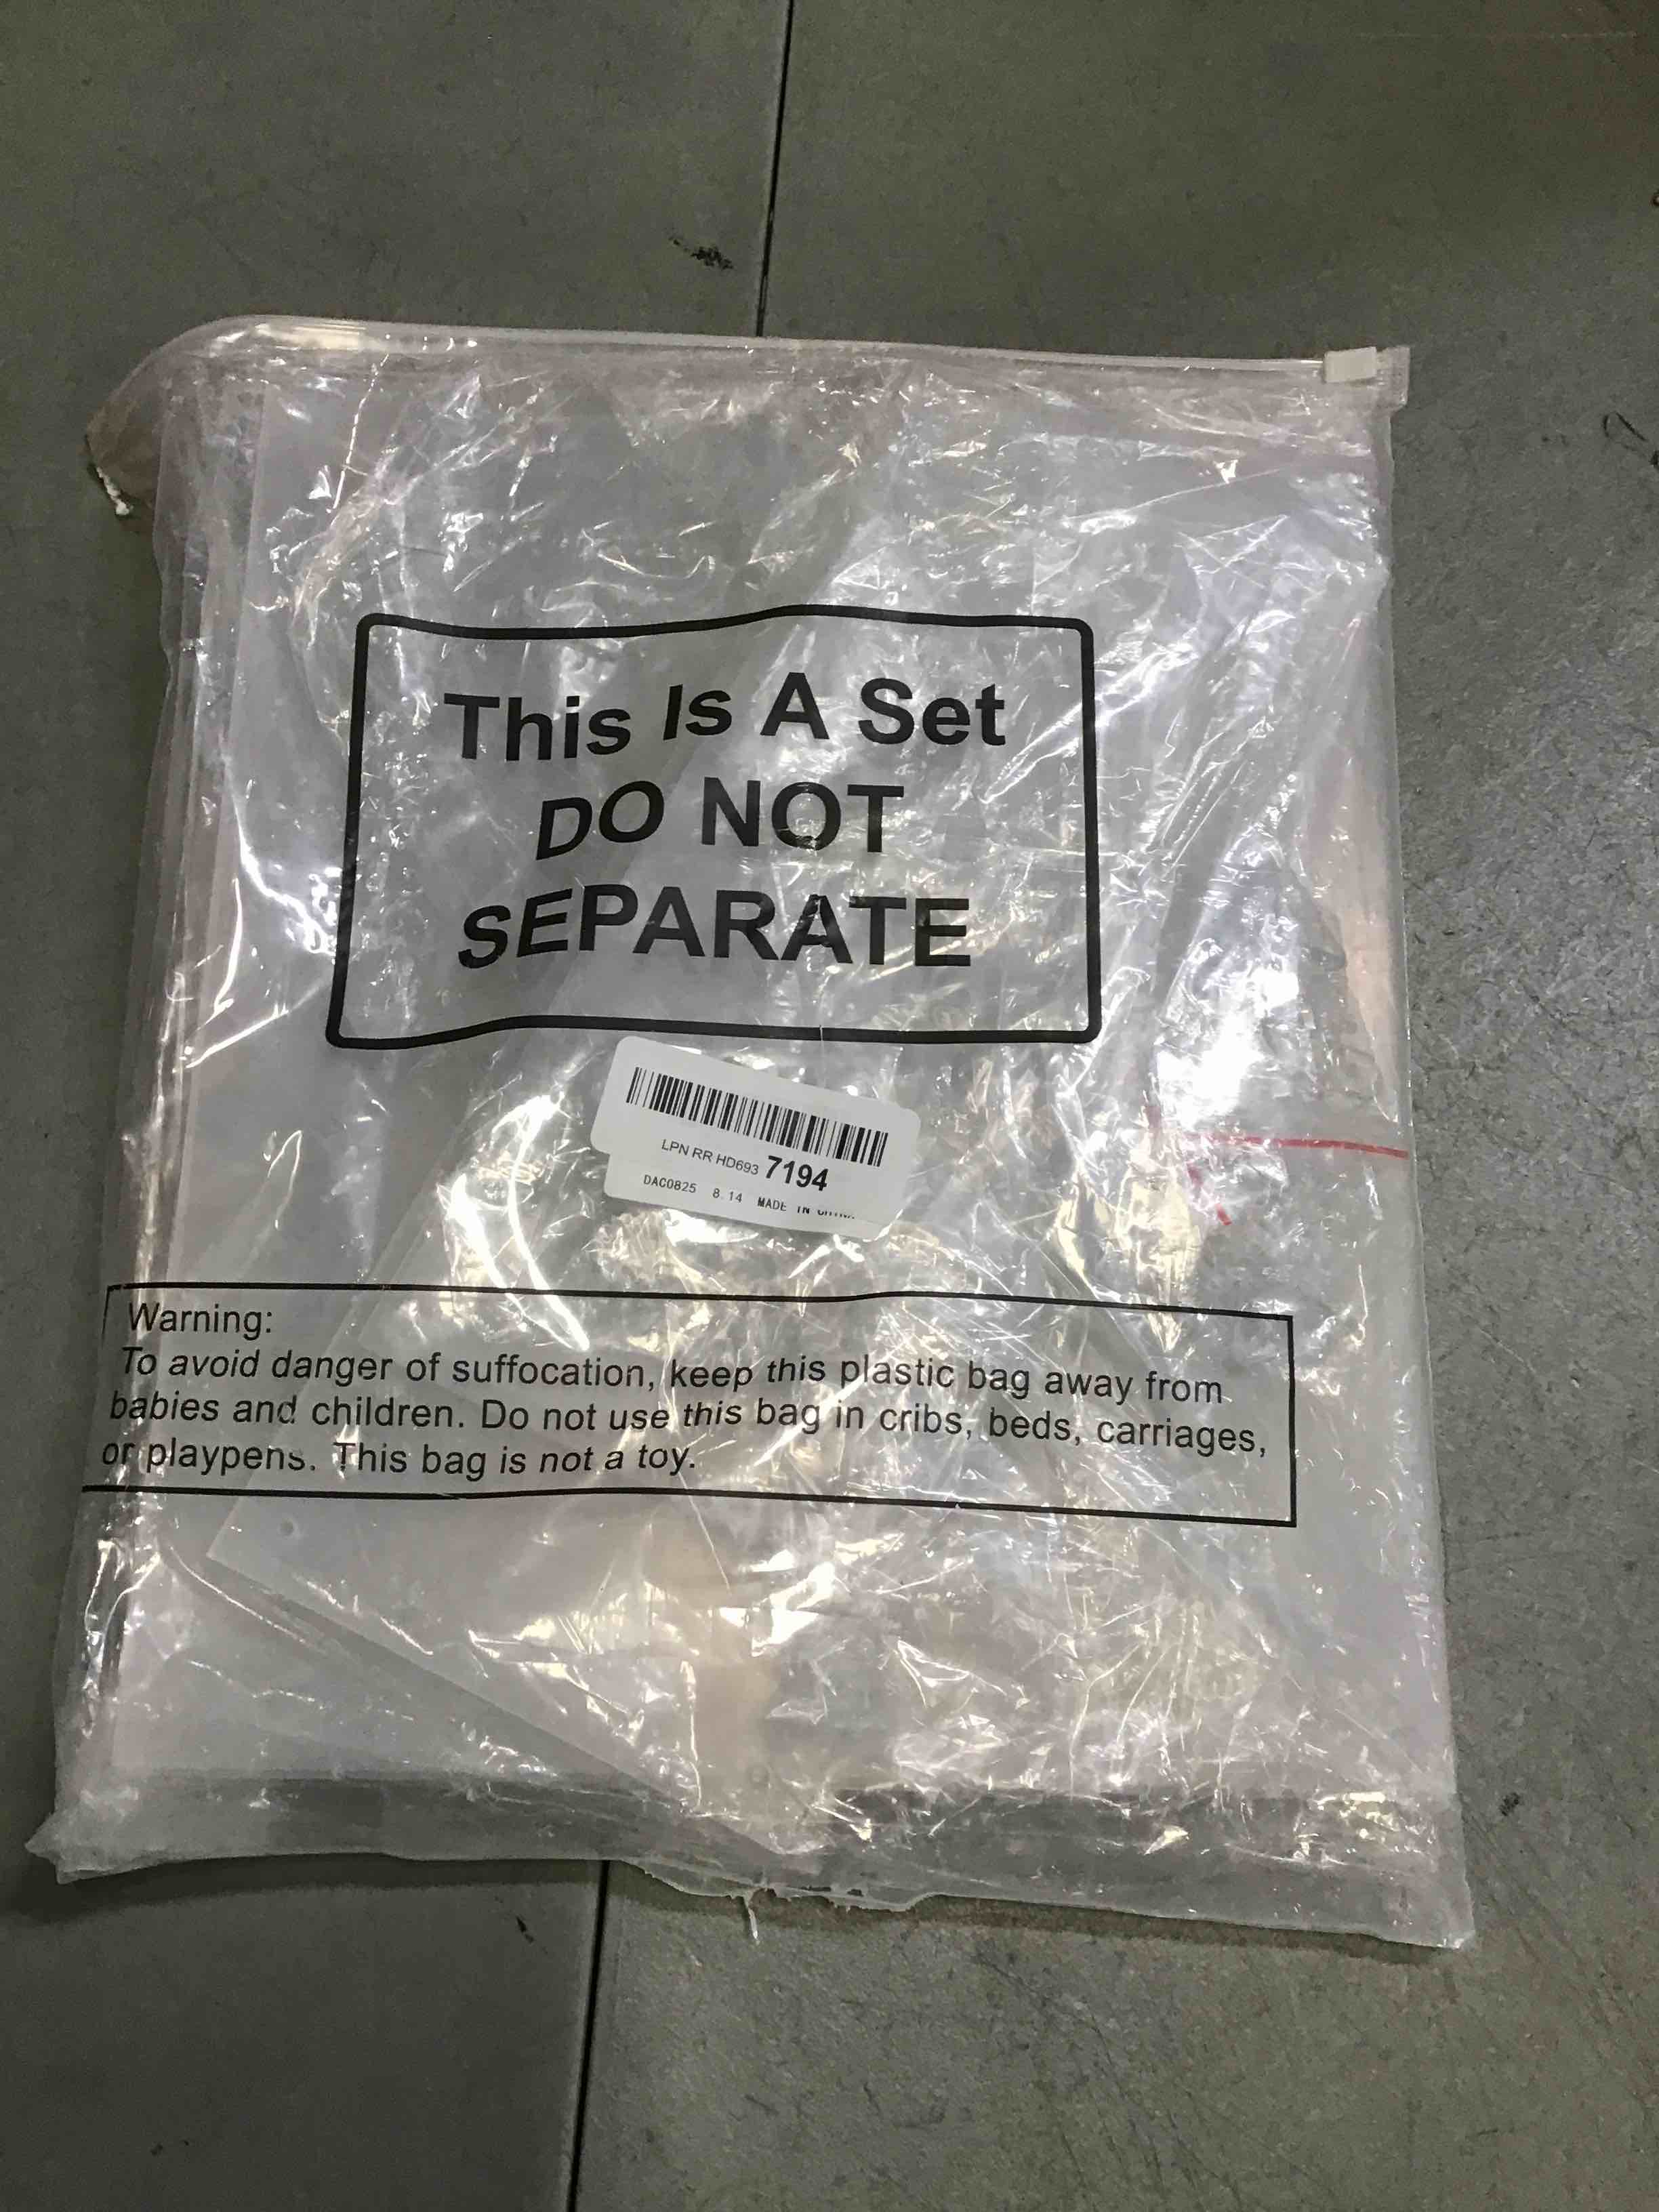 This Is A Set
DO NOT
SEPARATE
LPN RR HD693 7194
DAC0825 8.14 MADE IN
Warning:
To avoid danger of suffocation, keep this plastic bag away from
babies and children. Do not use this bag in cribs, beds, carriages,
or playpens. This bag is not a toy.